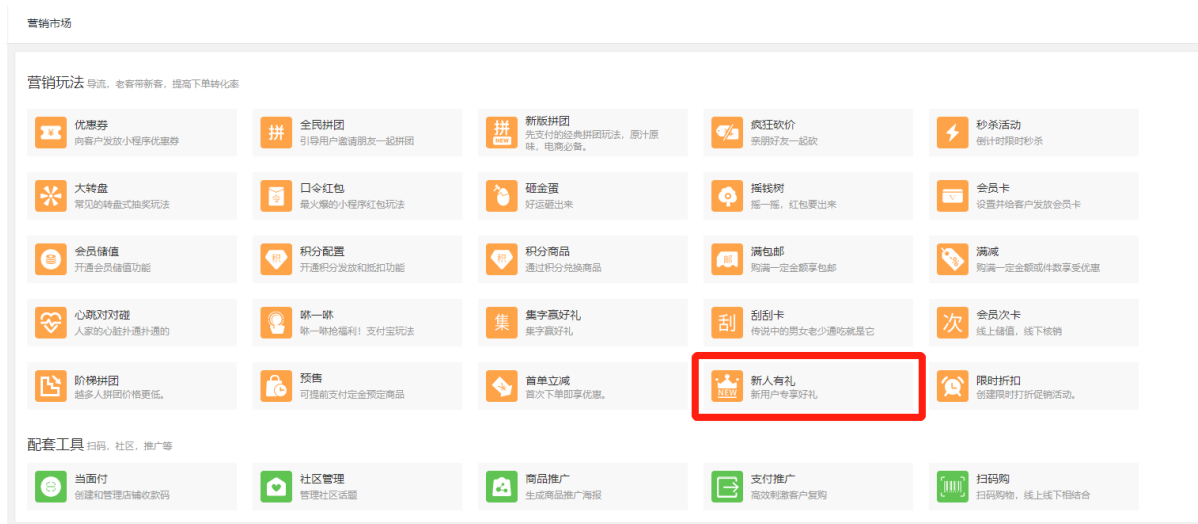 营销市场
营销玩法 导流，老客带新客，提高下单转化率
优惠券
向客户发放小程序优惠券
拼
全民拼团
引导用户邀请朋友一起拼团
拼
NEW
新版拼团
先支付的经典拼团玩法，原汁原
味，电商必备。
疯狂砍价
亲朋好友一起砍
秒杀活动
倒计时限时秒杀
大转盘
常见的转盘式抽奖玩法
令
口令红包
最火爆的小程序红包玩法
砸金蛋
好运砸出来
摇钱树
摇一摇，红包要出来
会员卡
设置并给客户发放会员卡
会员储值
开通会员储值功能
积
积分配置
开通积分发放和抵扣功能
积
积分商品
通过积分兑换商品
邮
满包邮
购满一定金额享包邮
满减
购满一定金额或件数享受优惠
心跳对对碰
人家的心脏扑通扑通的
咻一咻
咻一咻抢福利！支付宝玩法
集
集字赢好礼
集字赢好礼
刮
刮刮卡
传说中的男女老少通吃就是它
次
会员次卡
线上储值，线下核销
阶梯拼团
越多人拼团价格更低。
预售
可提前支付定金预定商品
首单立减
首次下单即享优惠。
NEW
新人有礼
新用户专享好礼
限时折扣
创建限时打折促销活动。
配套工具 扫码，社区，推广等
当面付
创建和管理店铺收款码
社区管理
管理社区话题
商品推广
生成商品推广海报
支付推广
高效刺激客户复购
扫码购
扫码购物，线上线下相结合